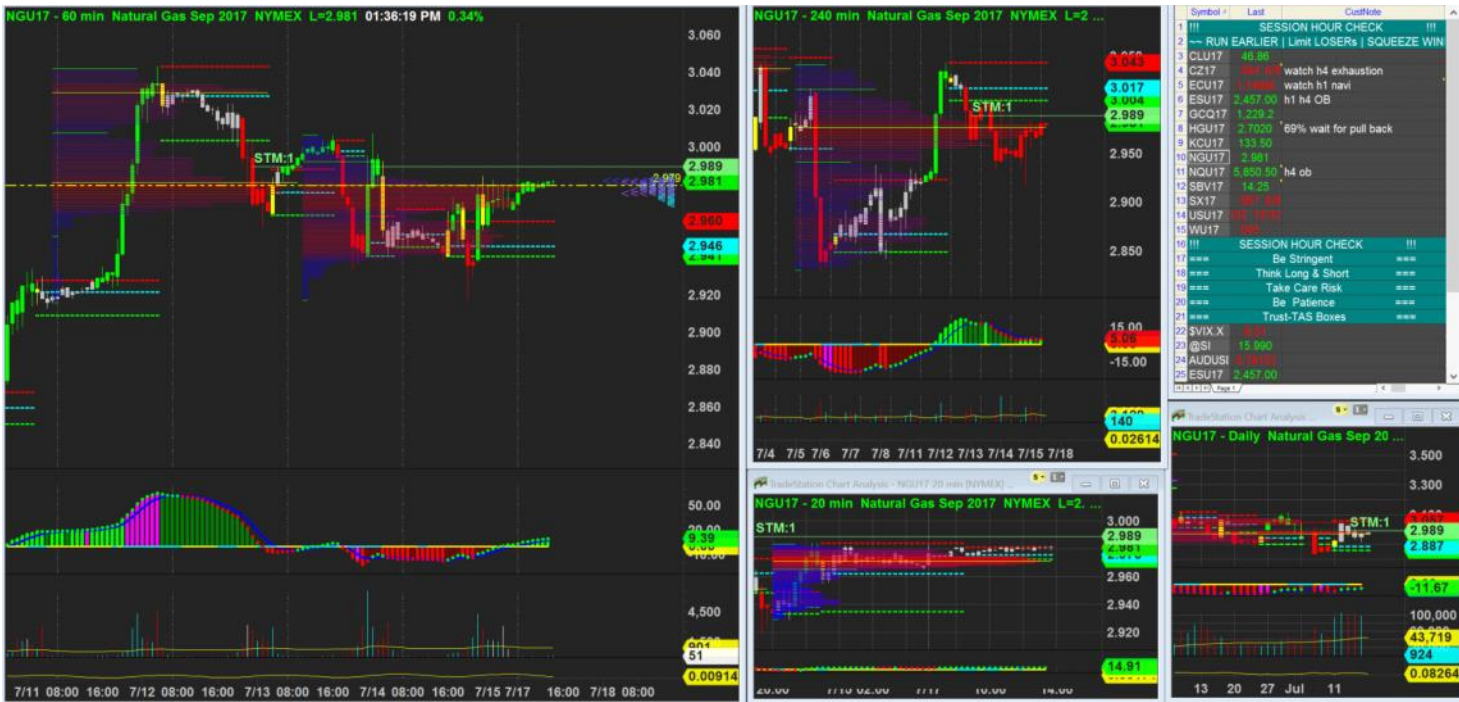 NGU17 - 60 min Natural Gas Sep 2017 NYMEX L=2.981 01:36:19 PM 0.34%
3.060
3.040
3.020
3.000
STM:1
2.989
2.979
2.981
2.960
2.946
2.941
2.920
2.900
2.880
2.860
2.840
50.00
9.39
4,500
901
51
0.00914
7/11 08:00 16:00 7/12 08:00 16:00 7/13 08:00 16:00 7/14 08:00 16:00 7/15 7/17 16:00 7/18 08:00
NGU17 - 240 min Natural Gas Sep 2017 NYMEX L=2 ...
3.043
3.017
3.004
STM:1
2.989
2.950
2.900
2.850
15.00
5.06
-15.00
140
0.02614
7/4 7/5 7/6 7/7 7/8 7/11 7/12 7/13 7/14 7/15 7/18
TradeStation Chart Analysis - NGU17 20 min [NYMEX] ...
NGU17 - 20 min Natural Gas Sep 2017 NYMEX L=2. ...
STM:1
3.000
2.989
2.981
2.960
2.940
2.920
14.91
Symbol Last CustNote
1 !!! SESSION HOUR CHECK !!!
2 ~~ RUN EARLIER | Limit LOSERs | SQUEEZE WIN
3 CLU17 46.86
4 CZ17 watch h4 exhaustion
5 ECU17 watch h1 navi
6 ESU17 2,457.00 h1 h4 OB
7 GCQ17 1,229.2
8 HGU17 2.7020 69% wait for pull back
9 KCU17 133.50
10 NGU17 2.981
11 NQU17 5,850.50 h4 ob
12 SBV17 14.25
13 SX17
14 USU17
15 WU17
16 !!! SESSION HOUR CHECK !!!
17 === Be Stringent ===
18 === Think Long & Short ===
19 === Take Care Risk ===
20 === Be Patience ===
21 === Trust-TAS Boxes ===
22 $VIX.X
23 @SI 15.990
24 AUDUSI
25 ESU17 2,457.00
Page 1
TradeStation Chart Analysis ...
NGU17 - Daily Natural Gas Sep 20 ...
3.500
3.300
STM:1
2.989
2.887
-11.67
100,000
43,719
924
0.08264
13 20 27 Jul 11